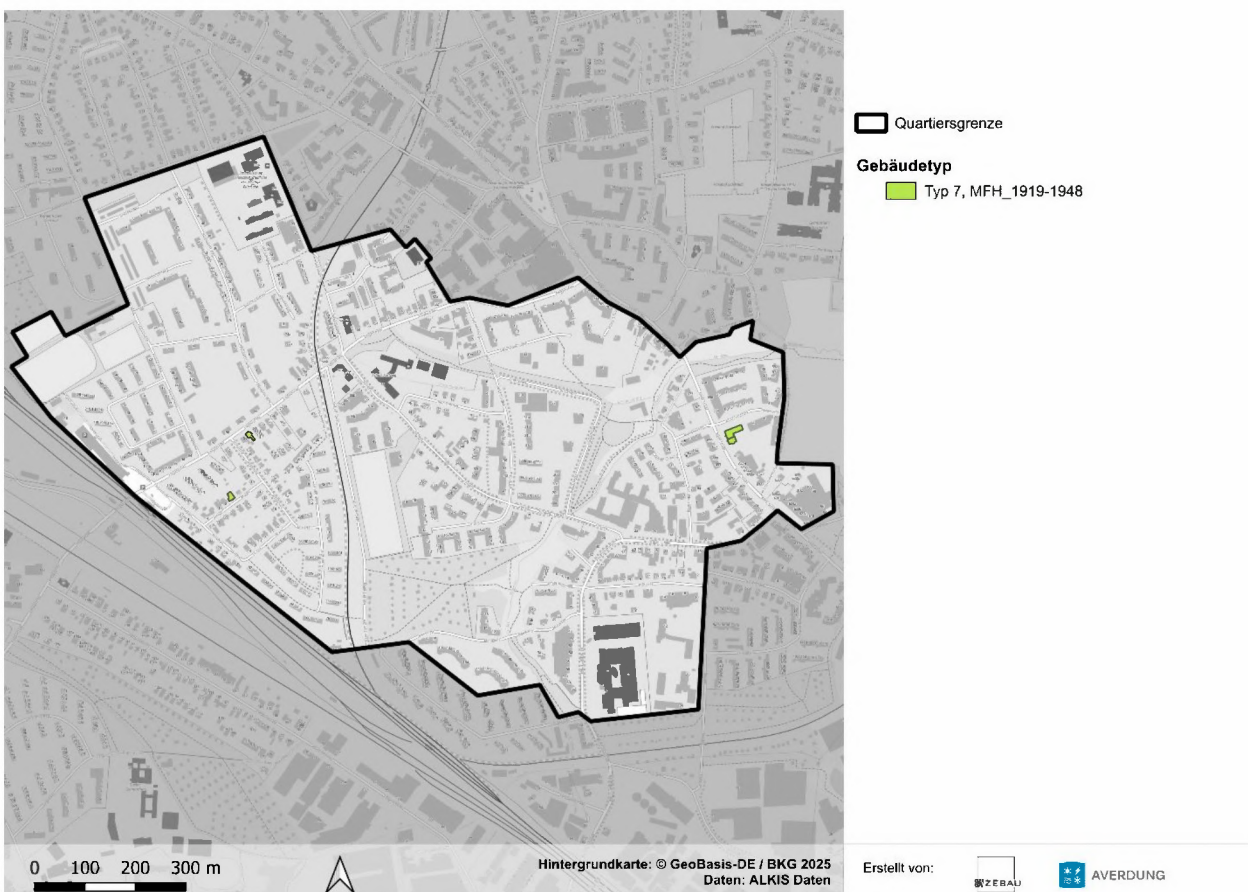 Quartiersgrenze
Gebäudetyp
Typ 7, MFH_1919-1948
0 100 200 300 m
Hintergrundkarte: © GeoBasis-DE / BKG 2025
Daten: ALKIS Daten
Erstellt von:
ZEBAU
AVERDUNG